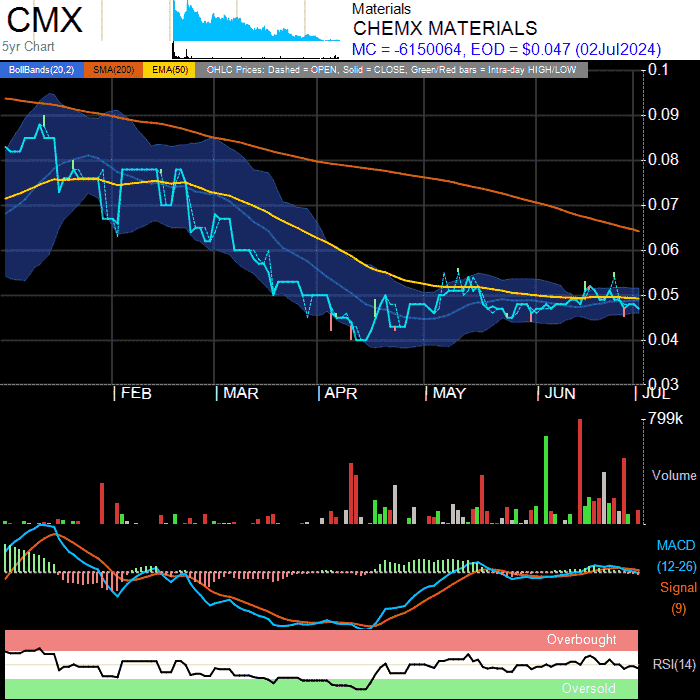 CMX
5yr Chart
Materials
CHEMX MATERIALS
MC = -6150064, EOD = $0.047 (02Jul2024)
BollBands(20,2) SMA(200) EMA(50) OHLC Prices: Dashed = OPEN, Solid = CLOSE, Green/Red bars = Intra-day HIGH/LOW
0.1
0.09
0.08
0.07
0.06
0.05
0.04
0.03
FEB MAR APR MAY JUN JUL
799k
Volume
MACD
(12-26)
Signal
(9)
Overbought
RSI(14)
Oversold